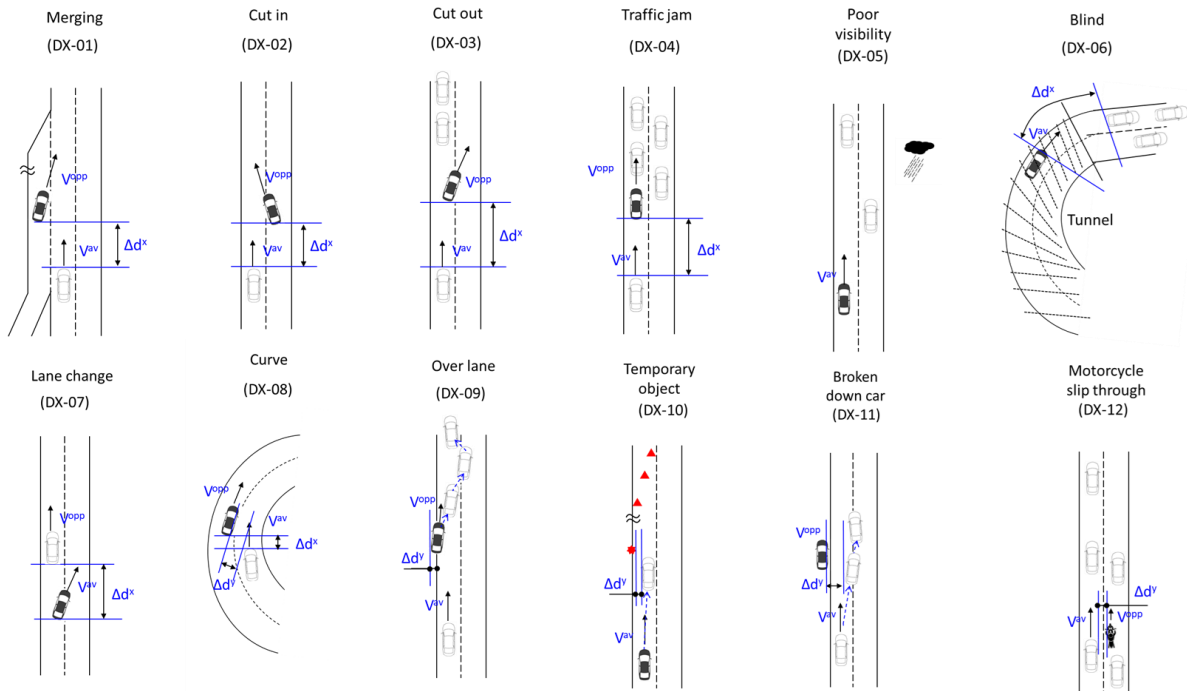 Merging
(DX-01)
Cut in
(DX-02)
Cut out
(DX-03)
Traffic jam
(DX-04)
Poor
visibility
(DX-05)
Blind
(DX-06)
V^opp
V^av
Δd^x
V^opp
V^av
Δd^x
V^opp
V^av
Δd^x
V^opp
V^av
Δd^x
V^av
Δd^x
V^av
Tunnel
Lane change
(DX-07)
Curve
(DX-08)
Over lane
(DX-09)
Temporary
object
(DX-10)
Broken
down car
(DX-11)
Motorcycle
slip through
(DX-12)
V^opp
V^av
Δd^x
V^opp
V^av
Δd^x
Δd^y
V^opp
Δd^y
V^av
Δd^y
V^av
V^opp
Δd^y
V^av
Δd^y
V^av
V^opp